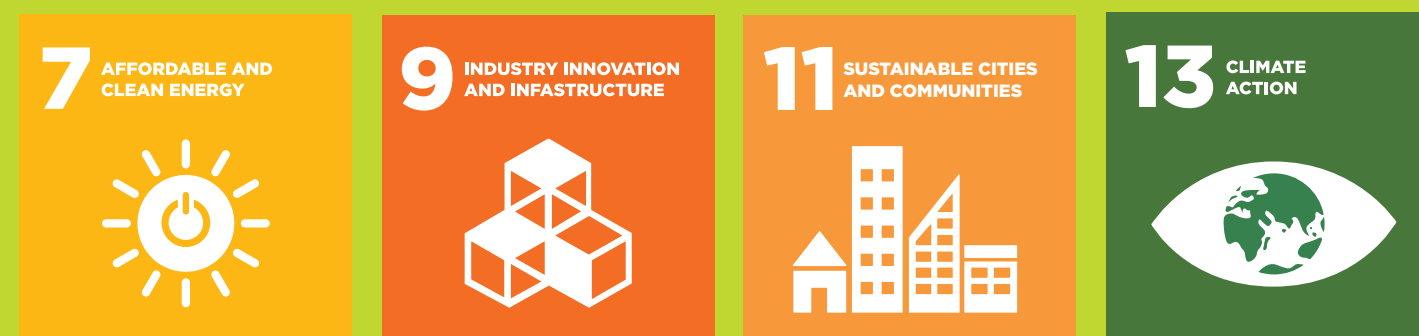 7 AFFORDABLE AND
CLEAN ENERGY
9 INDUSTRY INNOVATION
AND INFASTRUCTURE
11 SUSTAINABLE CITIES
AND COMMUNITIES
13 CLIMATE
ACTION